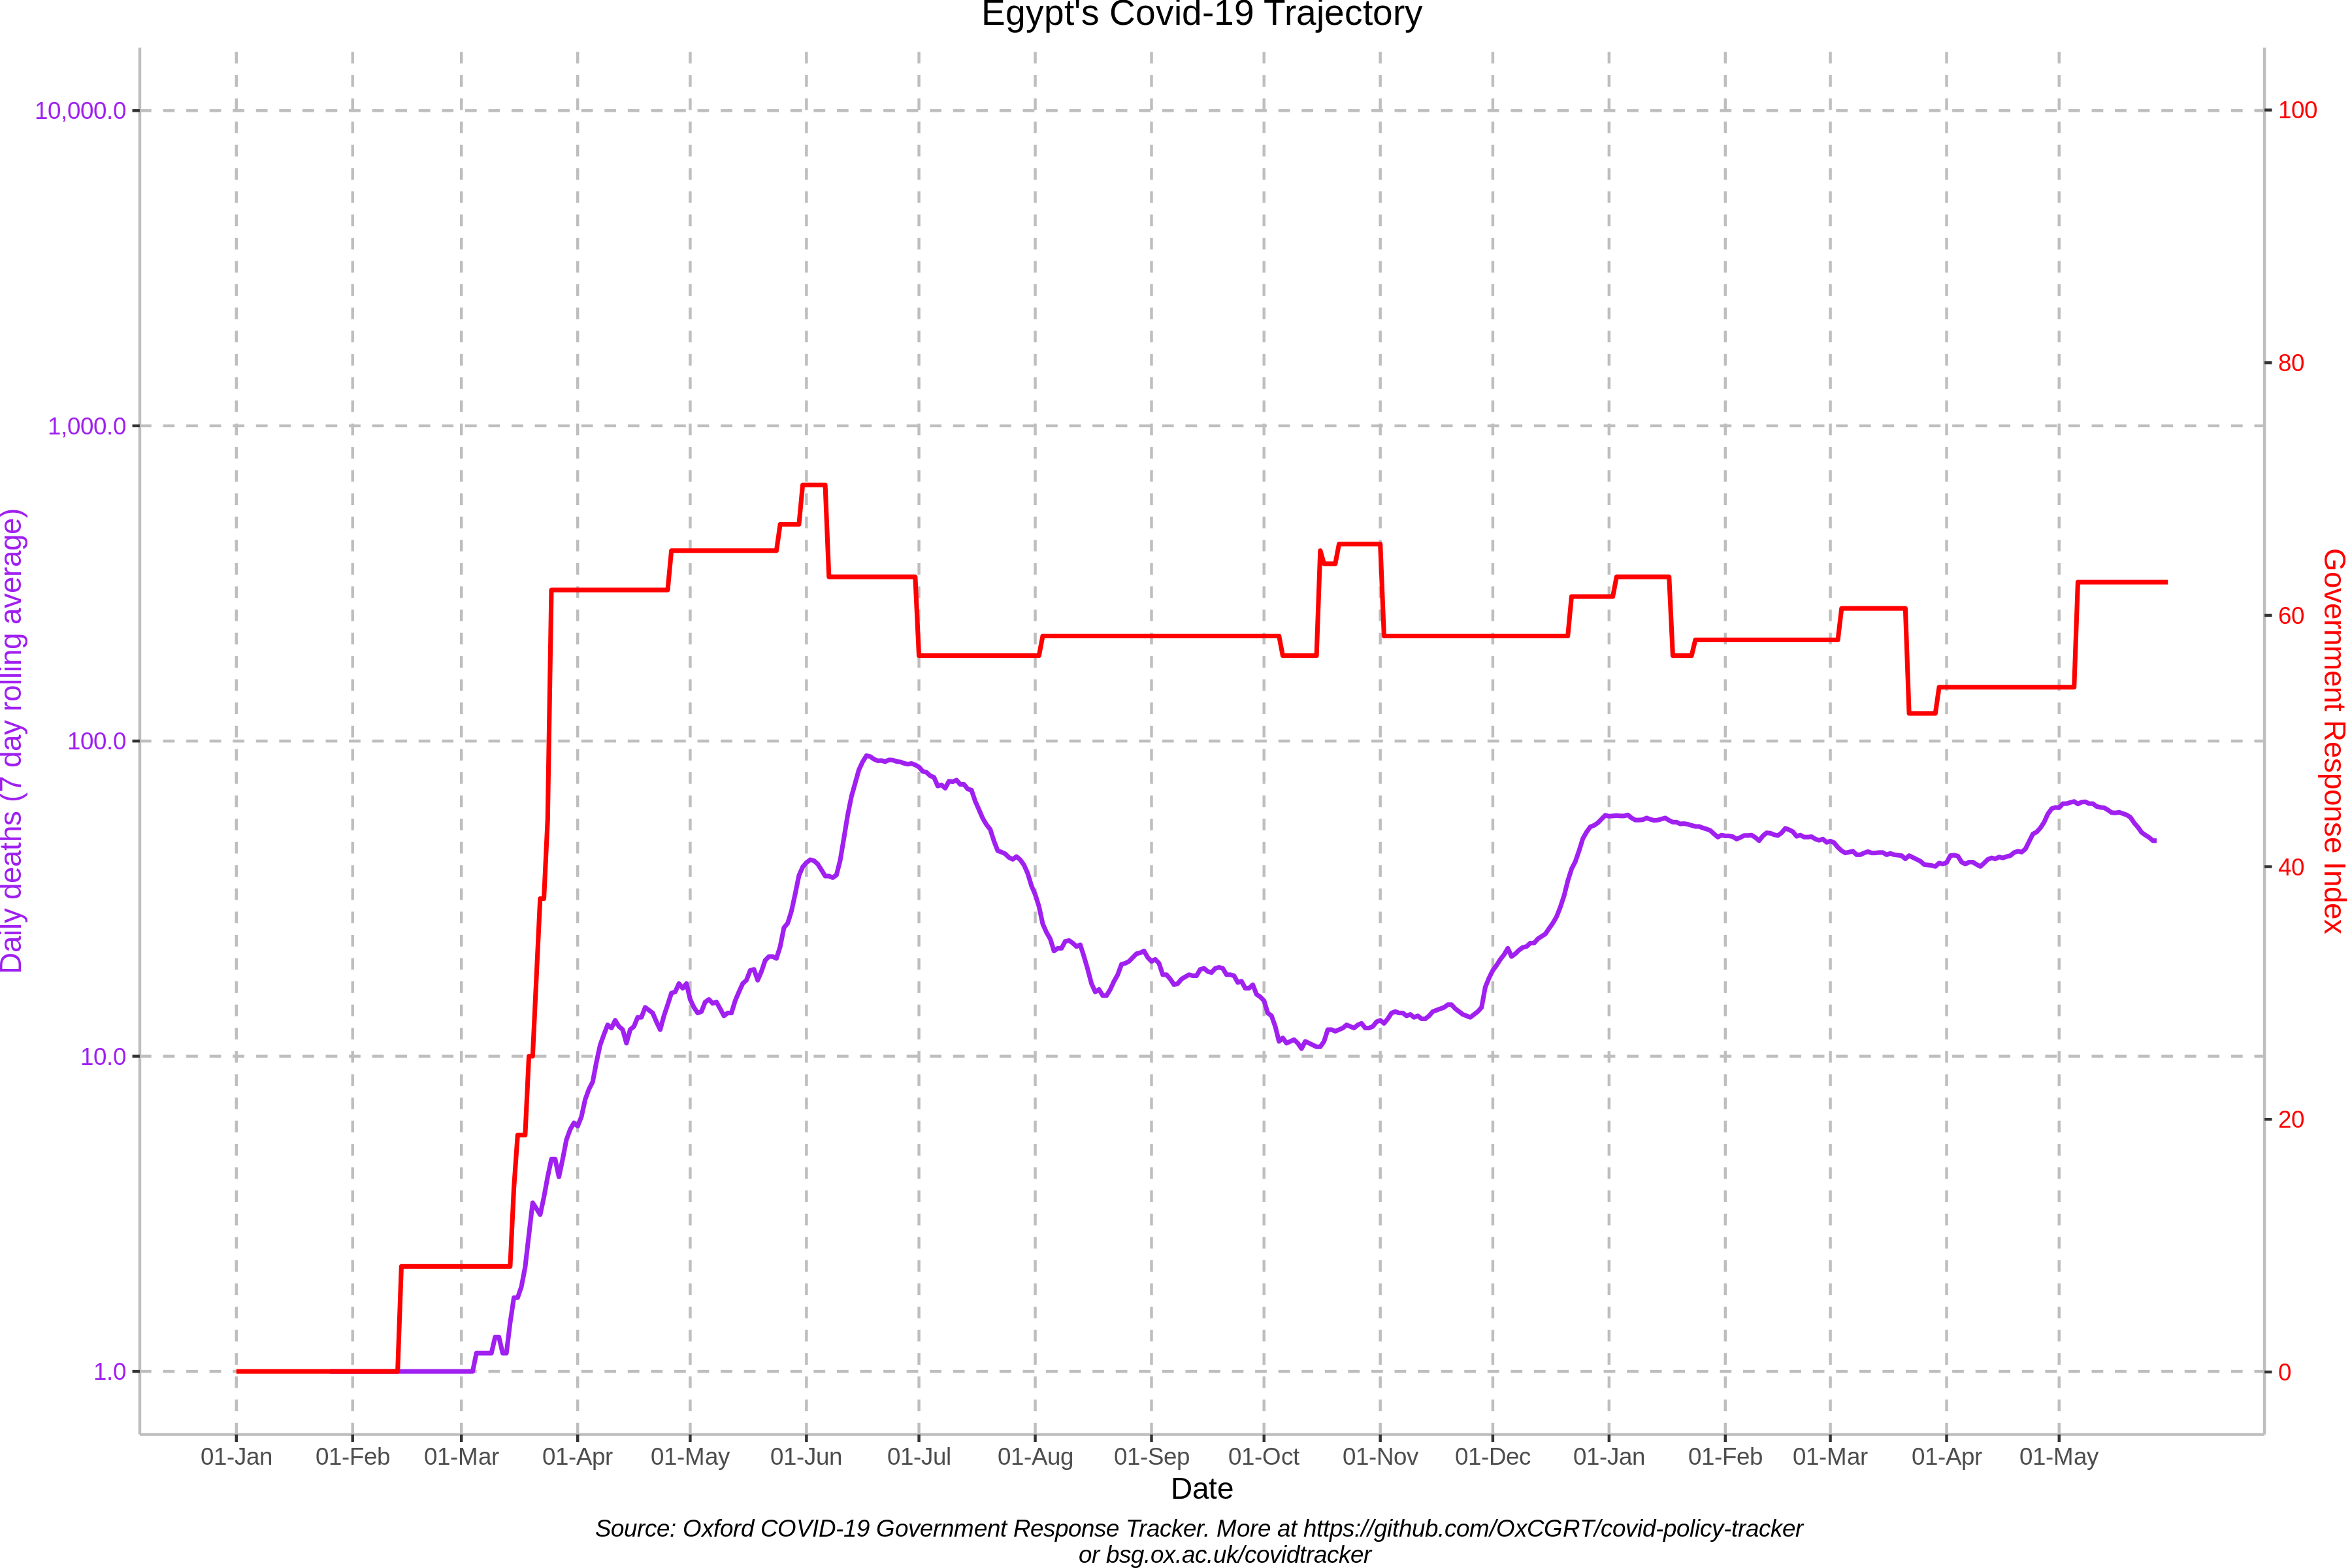 Egypt's Covid-19 Trajectory
10,000.0
1,000.0
100.0
10.0
1.0
Daily deaths (7 day rolling average)
100
80
60
40
20
0
Government Response Index
01-Jan 01-Feb 01-Mar 01-Apr 01-May 01-Jun 01-Jul 01-Aug 01-Sep 01-Oct 01-Nov 01-Dec 01-Jan 01-Feb 01-Mar 01-Apr 01-May
Date
Source: Oxford COVID-19 Government Response Tracker. More at https://github.com/OxCGRT/covid-policy-tracker
or bsg.ox.ac.uk/covidtracker